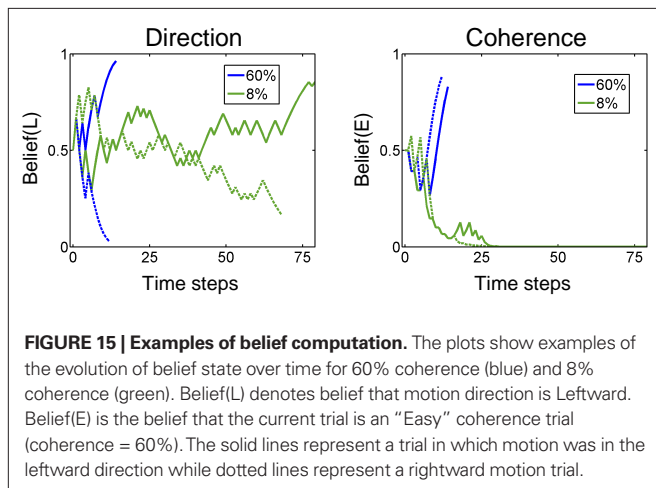 Direction
Coherence
1
0.5
0
Belief(L)
60%
8%
0
25
50
75
Time steps
1
0.5
0
Belief(E)
60%
8%
0
25
50
75
Time steps
FIGURE 15 | Examples of belief computation. The plots show examples of
the evolution of belief state over time for 60% coherence (blue) and 8%
coherence (green). Belief(L) denotes belief that motion direction is Leftward.
Belief(E) is the belief that the current trial is an “Easy” coherence trial
(coherence = 60%). The solid lines represent a trial in which motion was in the
leftward direction while dotted lines represent a rightward motion trial.